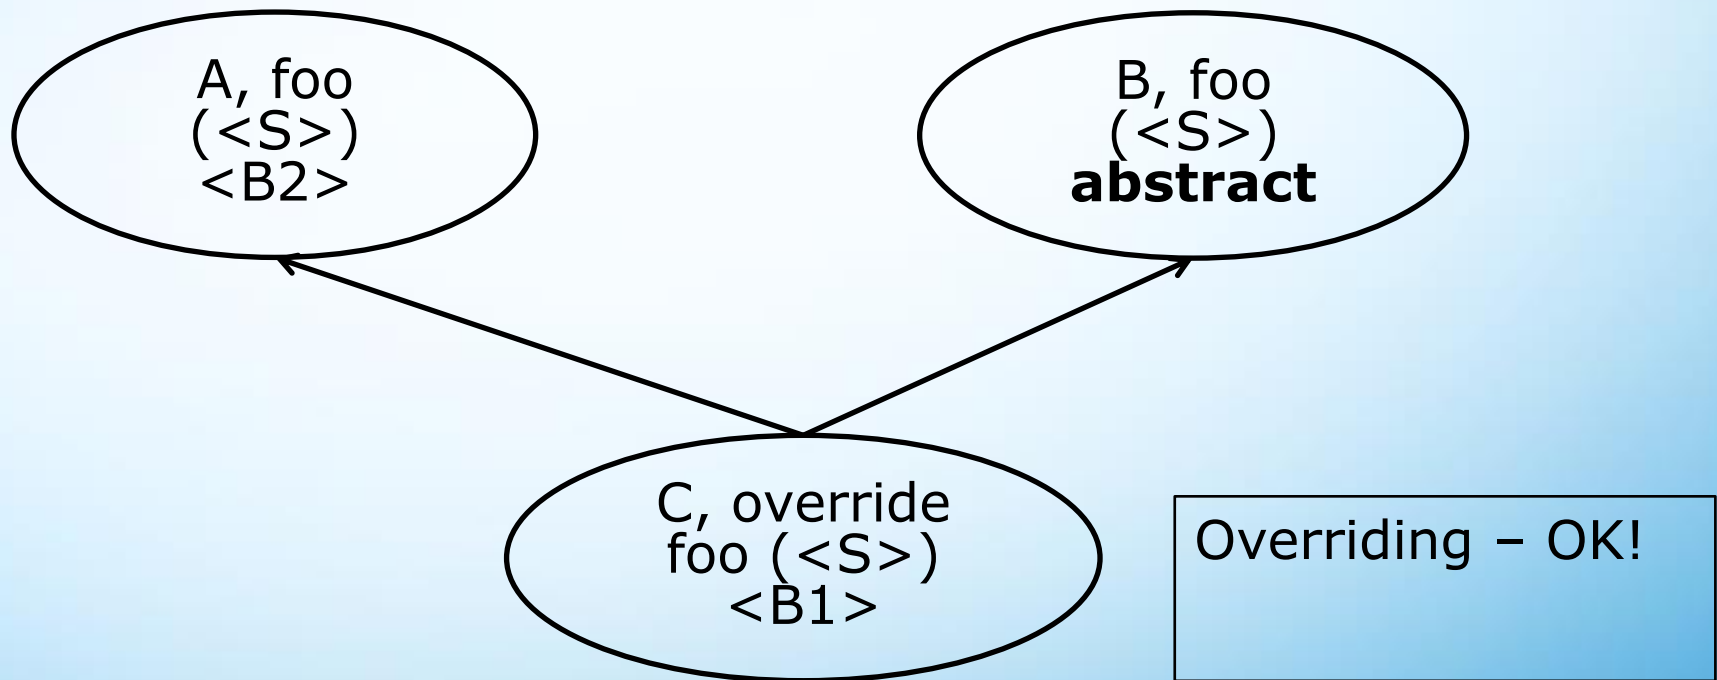 A, foo
(<S>)
<B2>
B, foo
(<S>)
abstract
C, override
foo (<S>)
<B1>
Overriding – OK!